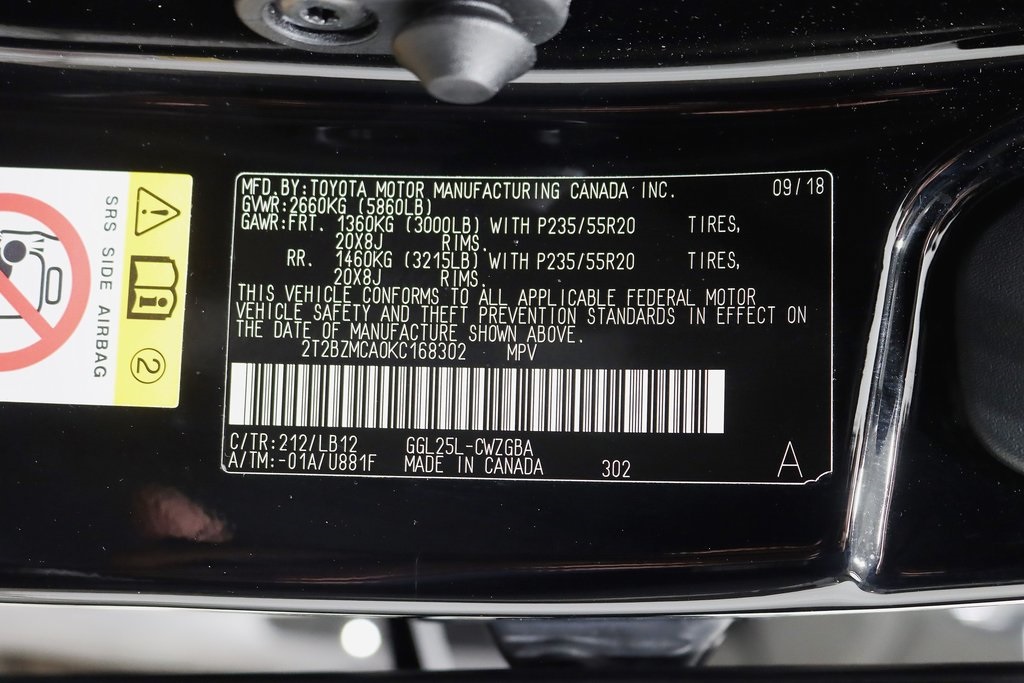 SRS SIDE AIRBAG
2
MFD.BY:TOYOTA MOTOR MANUFACTURING CANADA INC. 09/18
GVWR:2660KG (5860LB)
GAWR:FRT. 1360KG (3000LB) WITH P235/55R20 TIRES,
20X8J RIMS.
RR. 1460KG (3215LB) WITH P235/55R20 TIRES,
20X8J RIMS.
THIS VEHICLE CONFORMS TO ALL APPLICABLE FEDERAL MOTOR
VEHICLE SAFETY AND THEFT PREVENTION STANDARDS IN EFFECT ON
THE DATE OF MANUFACTURE SHOWN ABOVE.
2T2BZMCA0KC168302 MPV
C/TR:212/LB12 GGL25L-CWZGBA
A/TM:-01A/U881F MADE IN CANADA 302 A